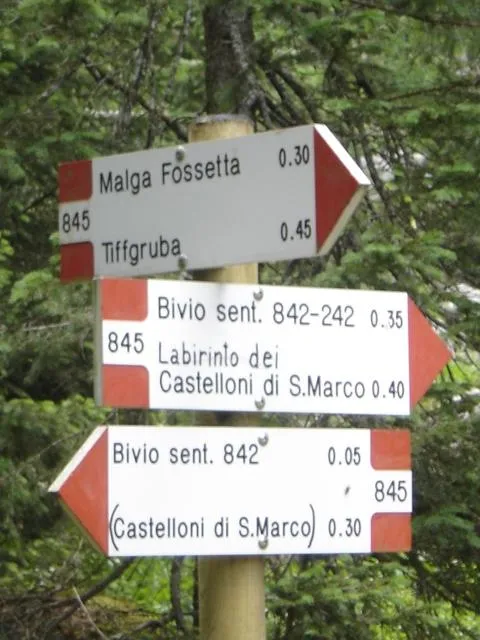 Malga Fossetta 0.30
845
Tiffgruba 0.45
Bivio sent. 842-242 0.35
845
Labirinto dei
Castelloni di S.Marco 0.40
Bivio sent. 842 0.05
845
(Castelloni di S.Marco) 0.30